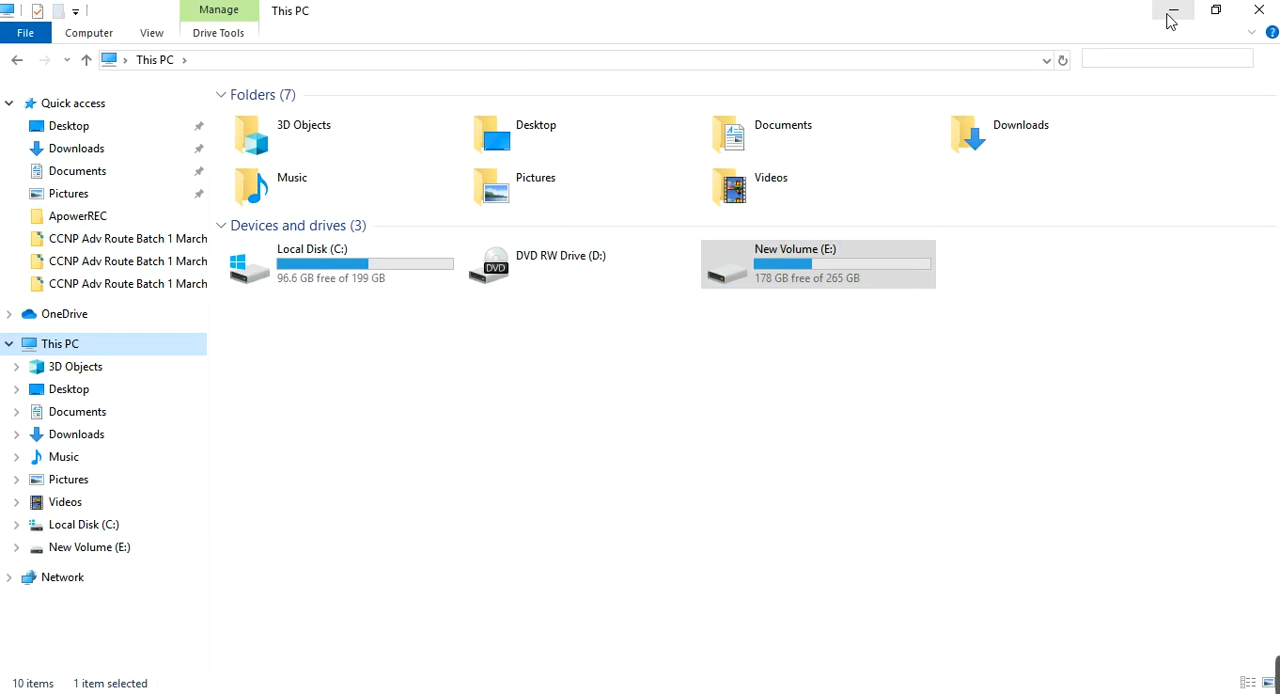 Manage
This PC
File
Computer
View
Drive Tools
This PC
Quick access
Desktop
Downloads
Documents
Pictures
ApowerREC
CCNP Adv Route Batch 1 March
CCNP Adv Route Batch 1 March
CCNP Adv Route Batch 1 March
OneDrive
This PC
3D Objects
Desktop
Documents
Downloads
Music
Pictures
Videos
Local Disk (C:)
New Volume (E:)
Network
Folders (7)
3D Objects
Desktop
Documents
Downloads
Music
Pictures
Videos
Devices and drives (3)
Local Disk (C:)
96.6 GB free of 199 GB
DVD
DVD RW Drive (D:)
New Volume (E:)
178 GB free of 265 GB
10 items
1 item selected